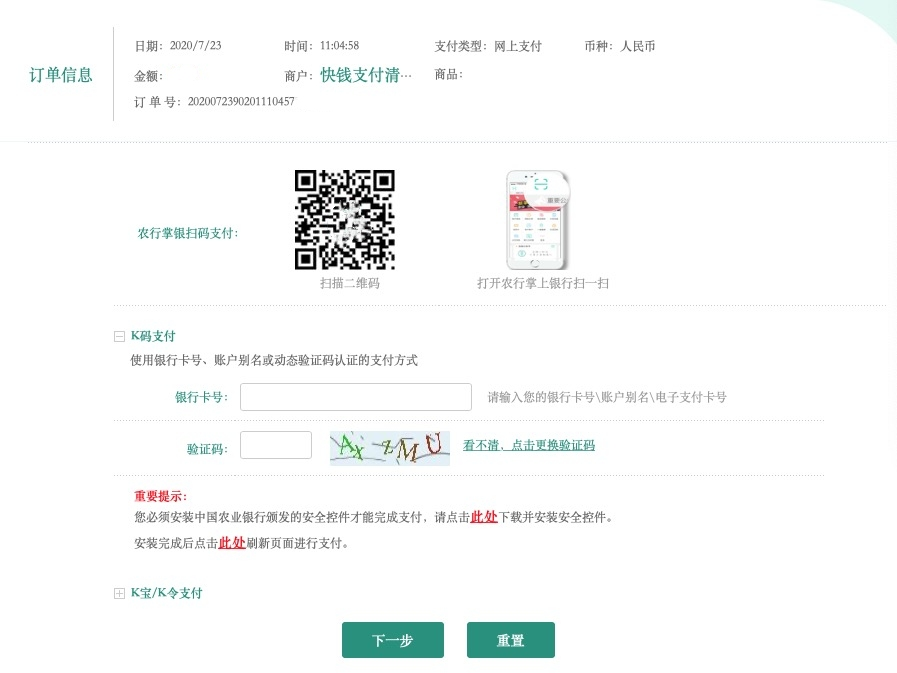 订单信息
日期： 2020/7/23 时间： 11:04:58 支付类型： 网上支付 币种： 人民币
金额： 商户： 快钱支付清… 商品：
订 单 号： 2020072390201110457
农行掌银扫码支付：
扫描二维码 打开农行掌上银行扫一扫
K码支付
使用银行卡号、账户别名或动态验证码认证的支付方式
银行卡号： 请输入您的银行卡号\账户别名\电子支付卡号
验证码： AxzMU 看不清，点击更换验证码
重要提示：
您必须安装中国农业银行颁发的安全控件才能完成支付，请点击此处下载并安装安全控件。
安装完成后点击此处刷新页面进行支付。
K宝/K令支付
下一步 重置